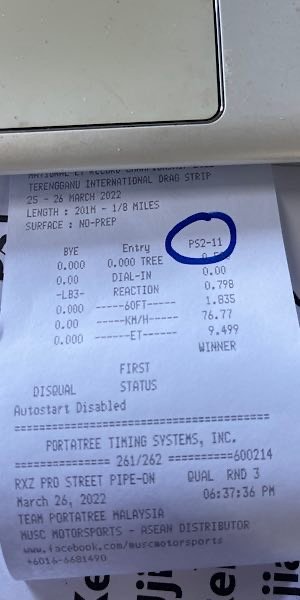 TERENGGANU INTERNATIONAL DRAG STRIP
25 - 26 MARCH 2022
LENGTH : 201M - 1/8 MILES
SURFACE : NO-PREP
BYE Entry PS2-11
0.000 0.000 TREE
0.00 DIAL-IN 0.00
-LB3- REACTION 0.798
0.000 -----60FT----- 1.835
0.00 -----KM/H----- 76.77
0.000 ------ET------ 9.499
WINNER
FIRST
DISQUAL STATUS
Autostart Disabled
PORTATREE TIMING SYSTEMS, INC.
=============== 261/262 ==========600214
RXZ PRO STREET PIPE-ON QUAL RND 3
March 26, 2022 06:37:36 PM
TEAM PORTATREE MALAYSIA
MUSC MOTORSPORTS - ASEAN DISTRIBUTOR
www.facebook.com/muscmotorsports
+6016-6681490